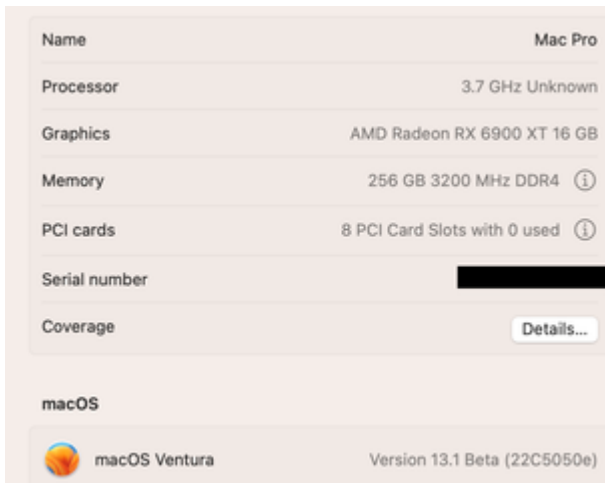 Name Mac Pro
Processor 3.7 GHz Unknown
Graphics AMD Radeon RX 6900 XT 16 GB
Memory 256 GB 3200 MHz DDR4
PCI cards 8 PCI Card Slots with 0 used
Serial number
Coverage Details...
macOS
macOS Ventura Version 13.1 Beta (22C5050e)